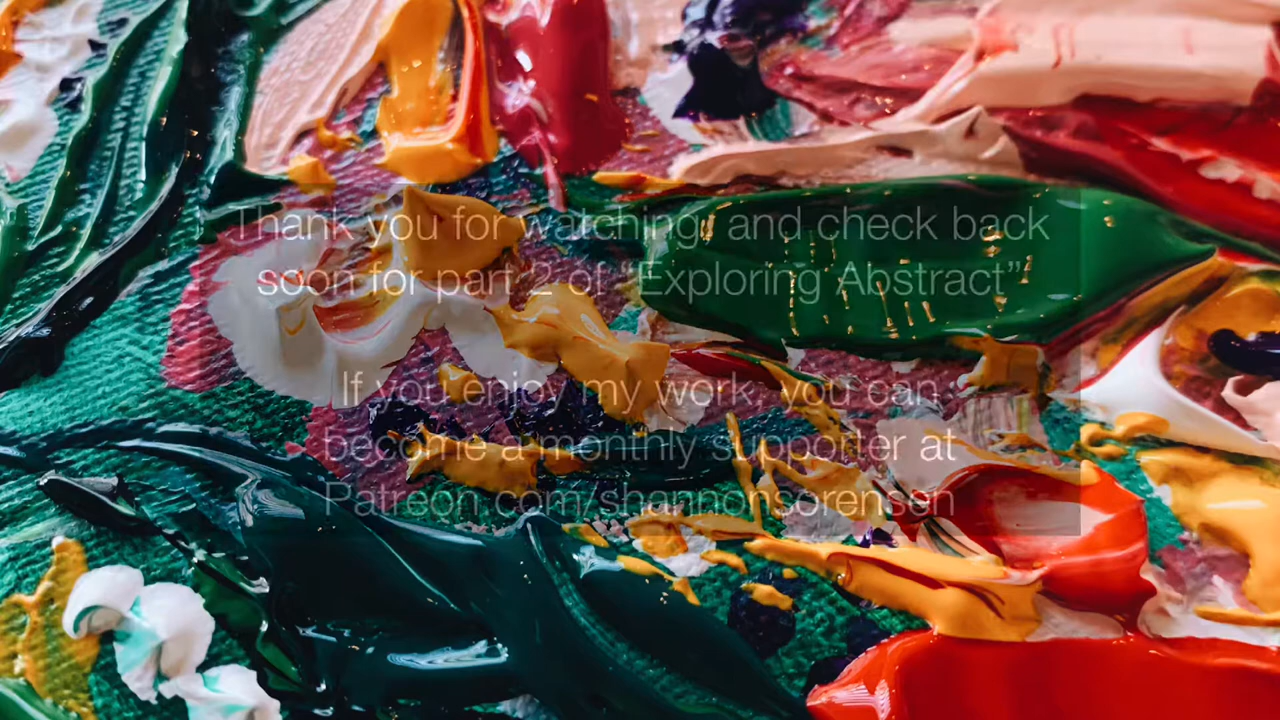 Thank you for watching, and check back
soon for part 2 of “Exploring Abstract”!
If you enjoy my work, you can
become a monthly supporter at
Patreon.com/shannonsorensen